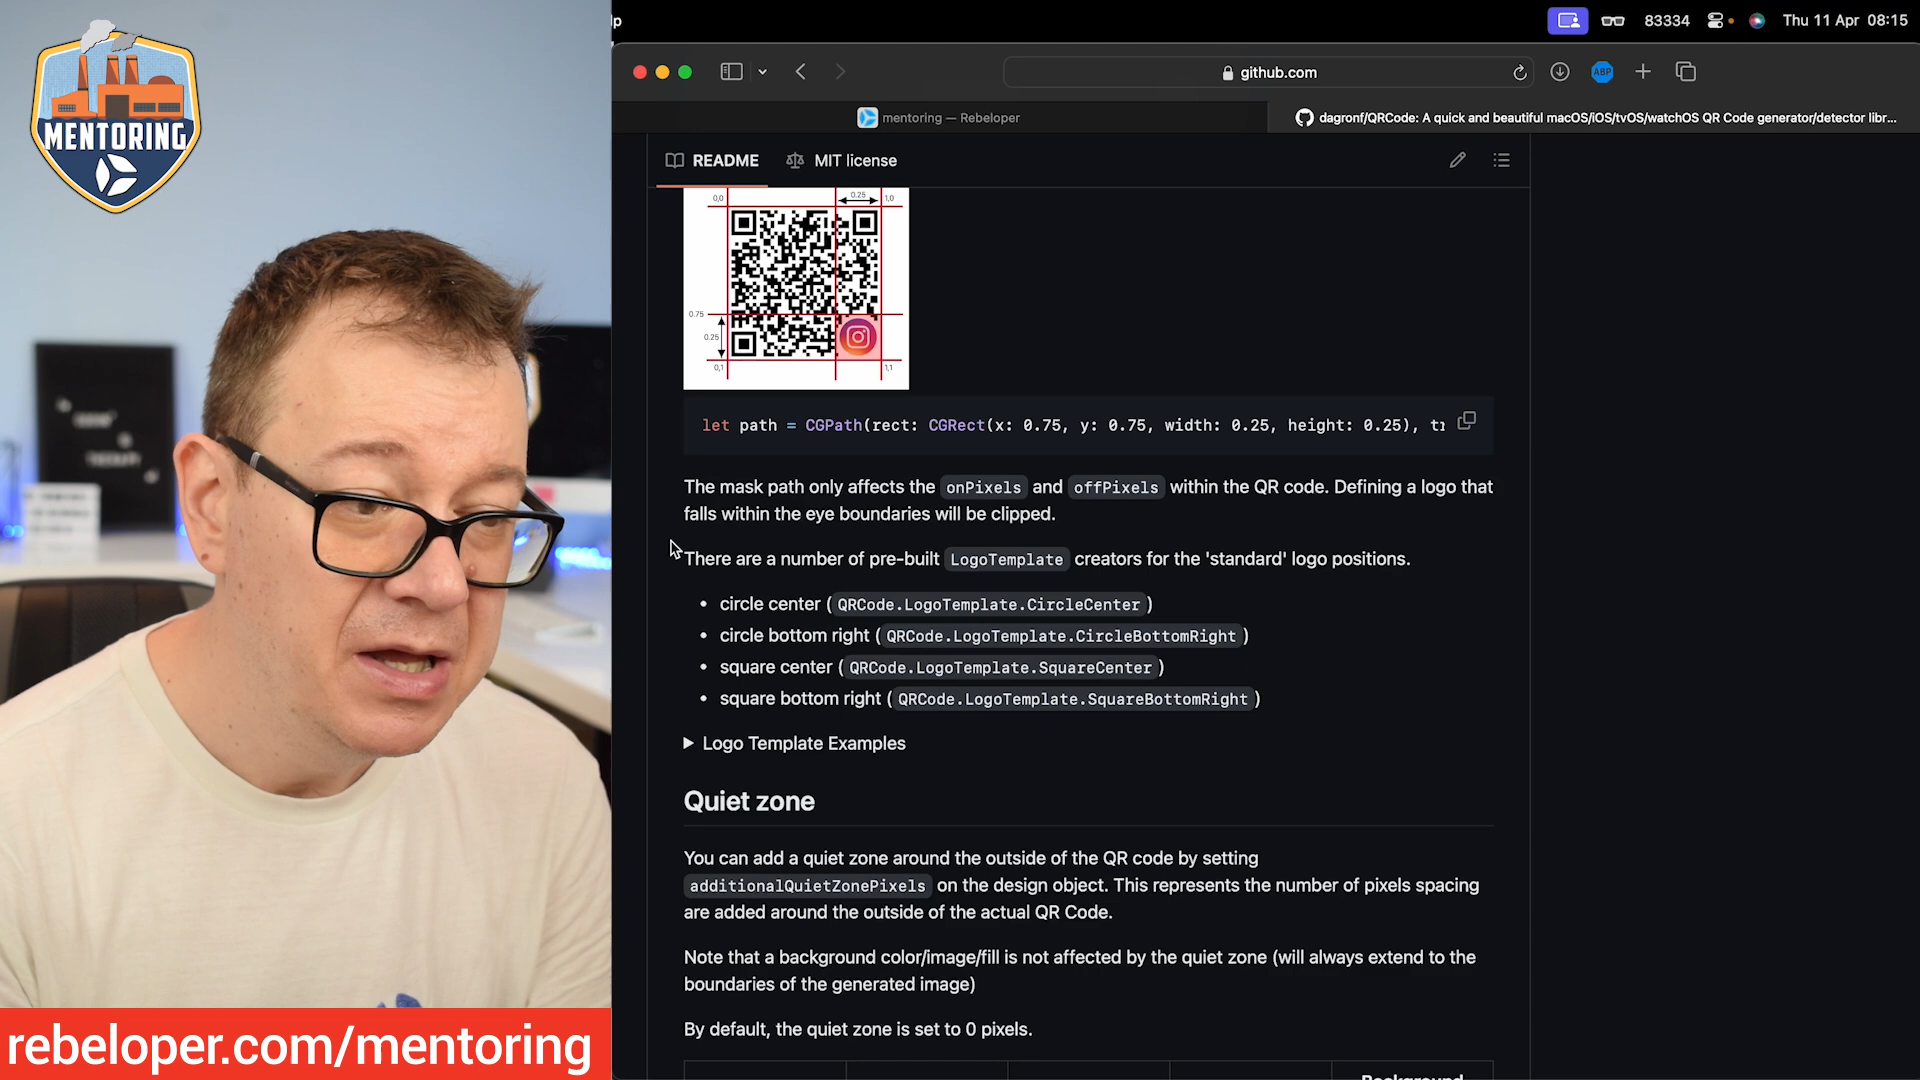 MENTORING
lp
83334
Thu 11 Apr 08:15
github.com
ABP
mentoring — Rebeloper
dagronf/QRCode: A quick and beautiful macOS/iOS/tvOS/watchOS QR Code generator/detector libr...
README
MIT license
0,0
0.25
1,0
0.75
0.25
0,1
1,1
let path = CGPath(rect: CGRect(x: 0.75, y: 0.75, width: 0.25, height: 0.25), tr
The mask path only affects the onPixels and offPixels within the QR code. Defining a logo that
falls within the eye boundaries will be clipped.
There are a number of pre-built LogoTemplate creators for the 'standard' logo positions.
• circle center (QRCode.LogoTemplate.CircleCenter)
• circle bottom right (QRCode.LogoTemplate.CircleBottomRight)
• square center (QRCode.LogoTemplate.SquareCenter)
• square bottom right (QRCode.LogoTemplate.SquareBottomRight)
Logo Template Examples
Quiet zone
You can add a quiet zone around the outside of the QR code by setting
additionalQuietZonePixels on the design object. This represents the number of pixels spacing
are added around the outside of the actual QR Code.
Note that a background color/image/fill is not affected by the quiet zone (will always extend to the
boundaries of the generated image)
By default, the quiet zone is set to 0 pixels.
Background
rebeloper.com/mentoring